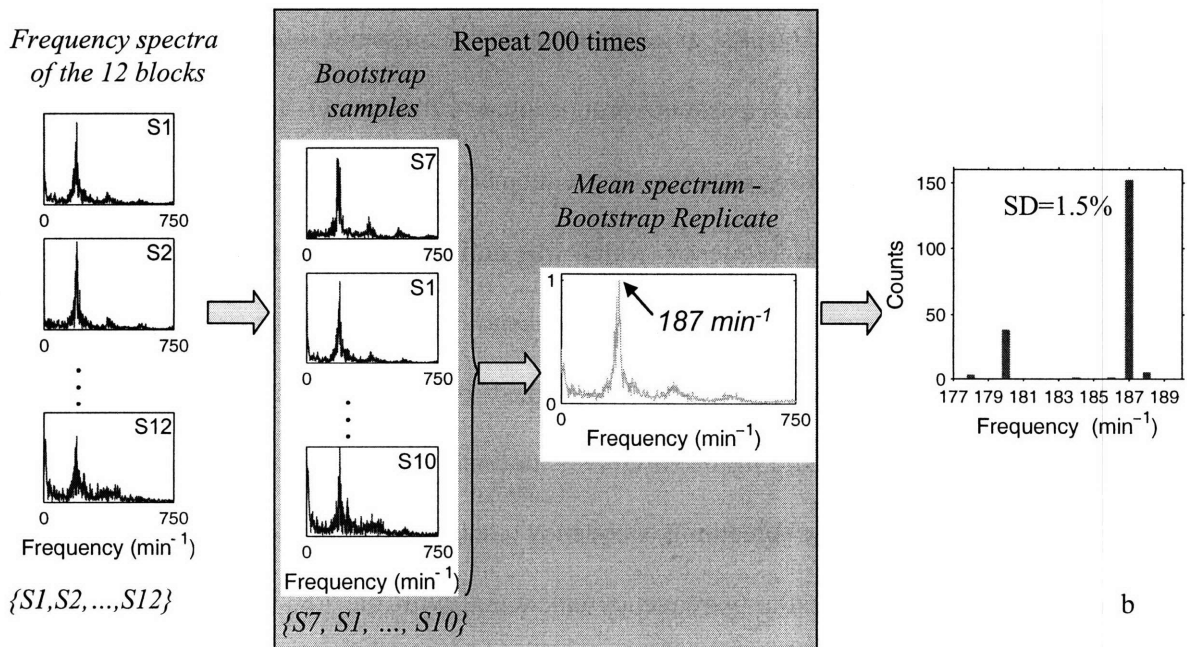 Frequency spectra
of the 12 blocks
S1
0 750
S2
0 750
S12
0 750
Frequency (min⁻¹)
{S1,S2,...,S12}
Repeat 200 times
Bootstrap
samples
S7
0 750
S1
0 750
S10
0 750
Frequency (min⁻¹)
{S7, S1, ..., S10}
Mean spectrum -
Bootstrap Replicate
1
187 min⁻¹
0
0 750
Frequency (min⁻¹)
150
SD=1.5%
100
Counts
50
0
177 179 181 183 185 187 189
Frequency (min⁻¹)
b